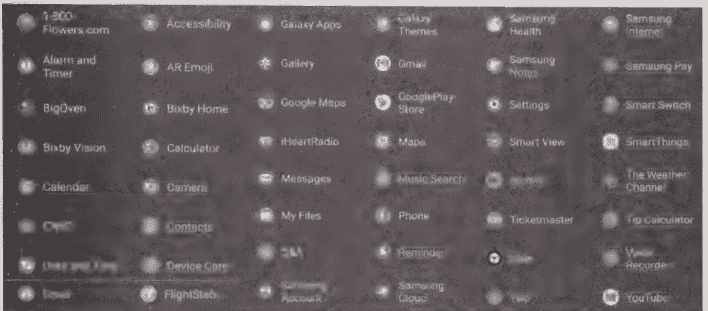 1-800
Flowers.com
Accessibility
Galaxy Apps
Galaxy
Themes
Samsung
Health
Samsung
Internet
Alarm and
Timer
AR Emoji
Gallery
Gmail
Samsung
Notes
Samsung Pay
BigOven
Bixby Home
Google Maps
GooglePlay
Store
Settings
Smart Switch
Bixby Vision
Calculator
iHeartRadio
Maps
Smart View
SmartThings
Calendar
Camera
Messages
Music Search
The Weather
Channel
Contacts
My Files
Phone
Ticketmaster
Tip Calculator
Device Care
Reminder
Voice
Recorder
Email
FlightStats
Samsung
Account
Samsung
Cloud
Yelp
YouTube